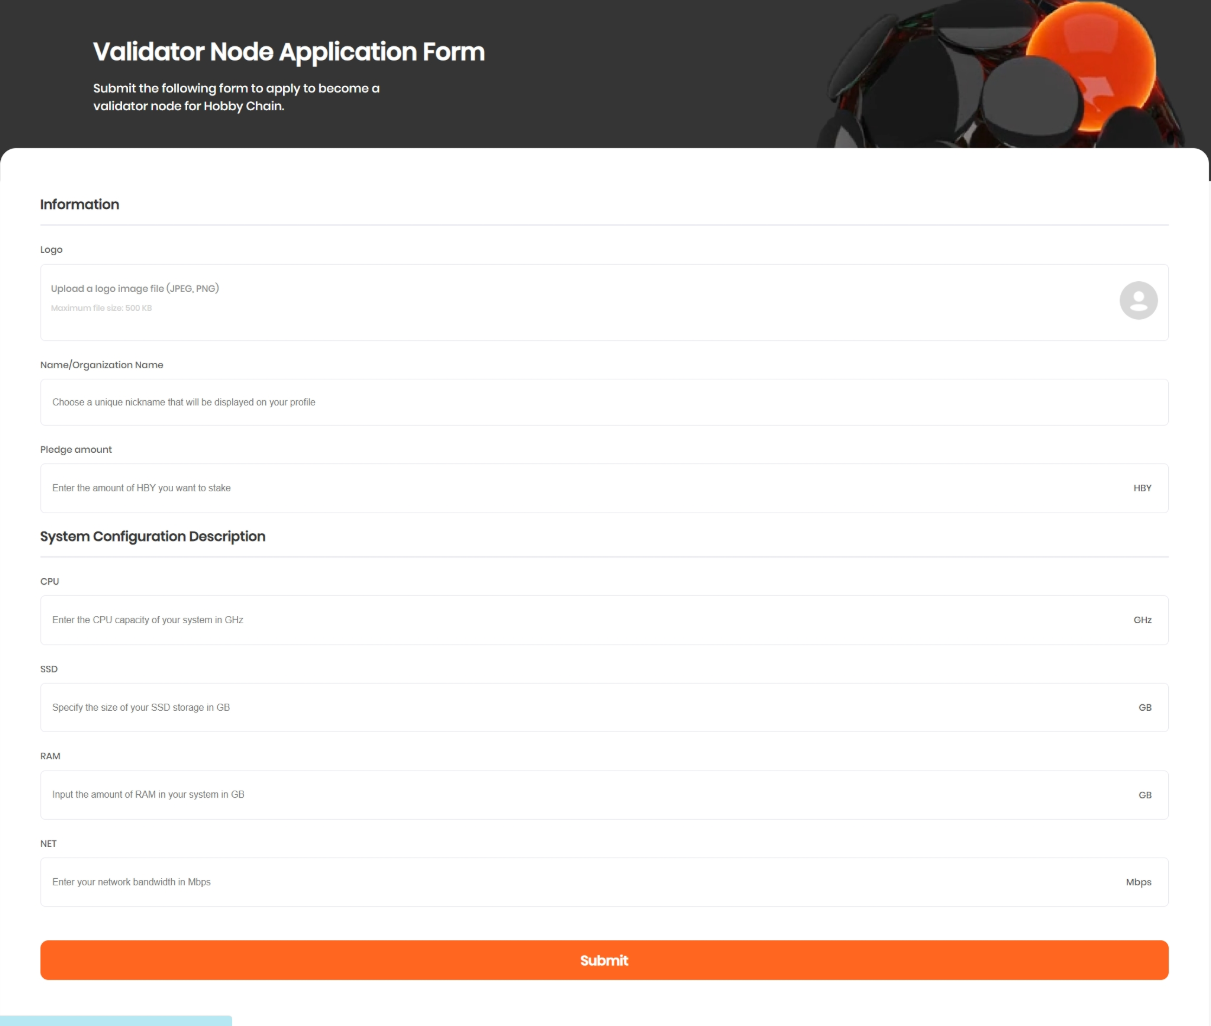 Validator Node Application Form
Submit the following form to apply to become a
validator node for Hobby Chain.
Information
Logo
Upload a logo image file (JPEG, PNG)
Maximum file size: 500 KB
Name/Organization Name
Choose a unique nickname that will be displayed on your profile
Pledge amount
Enter the amount of HBY you want to stake
HBY
System Configuration Description
CPU
Enter the CPU capacity of your system in GHz
GHz
SSD
Specify the size of your SSD storage in GB
GB
RAM
Input the amount of RAM in your system in GB
GB
NET
Enter your network bandwidth in Mbps
Mbps
Submit